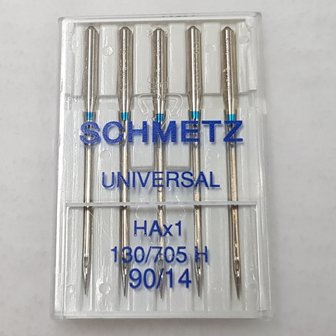 SCHMETZ
UNIVERSAL
HAx1
130/705 H
90/14